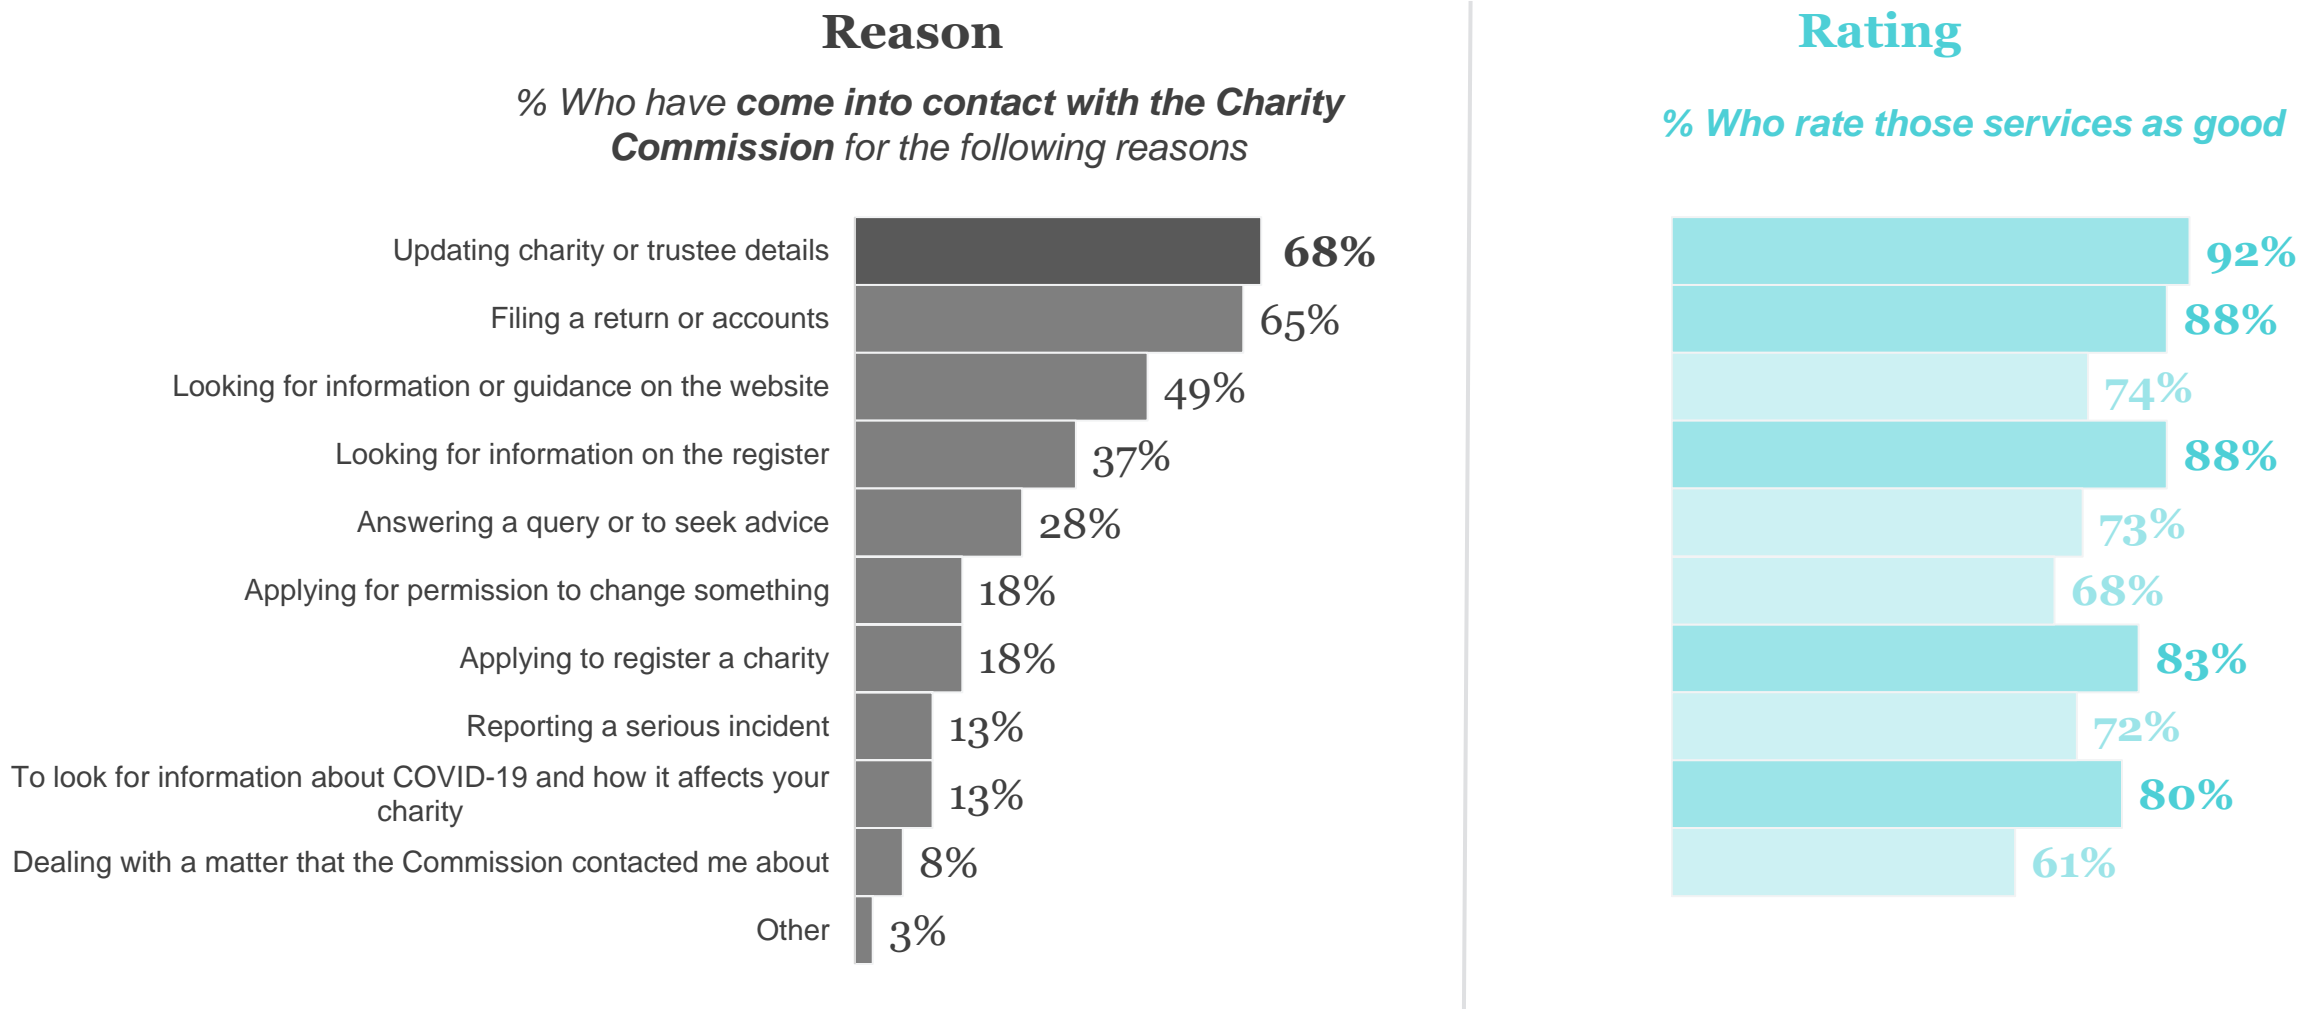 Reason
% Who have come into contact with the Charity
Commission for the following reasons
Rating
% Who rate those services as good
Updating charity or trustee details 68% 92%
Filing a return or accounts 65% 88%
Looking for information or guidance on the website 49% 74%
Looking for information on the register 37% 88%
Answering a query or to seek advice 28% 73%
Applying for permission to change something 18% 68%
Applying to register a charity 18% 83%
Reporting a serious incident 13% 72%
To look for information about COVID-19 and how it affects your
charity 13% 80%
Dealing with a matter that the Commission contacted me about 8% 61%
Other 3%